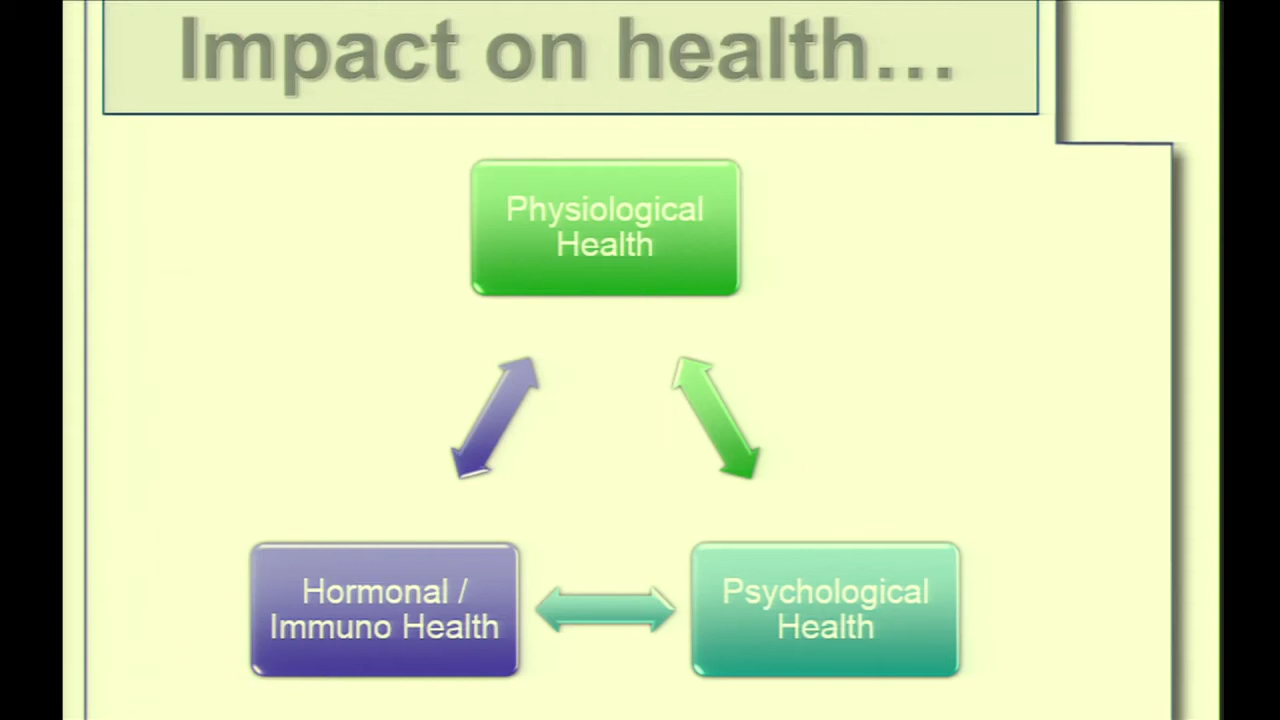 Impact on health...
Physiological
Health
Hormonal /
Immuno Health
Psychological
Health